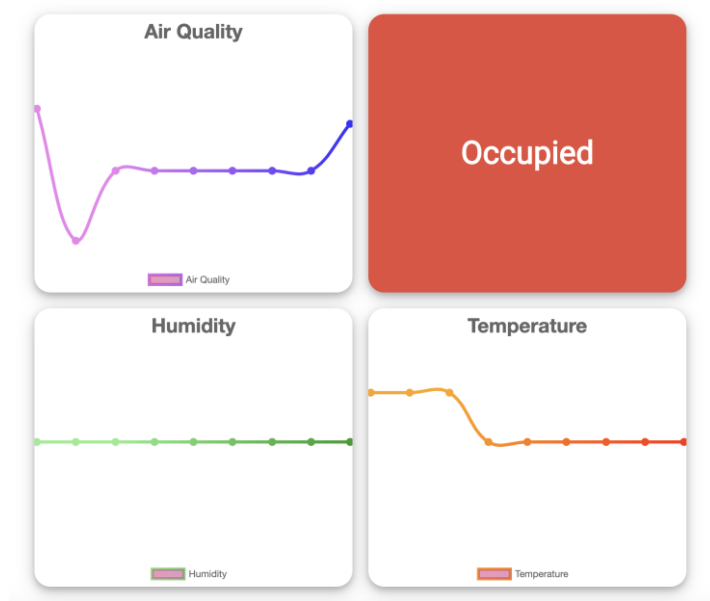 Air Quality
Air Quality
Occupied
Humidity
Humidity
Temperature
Temperature